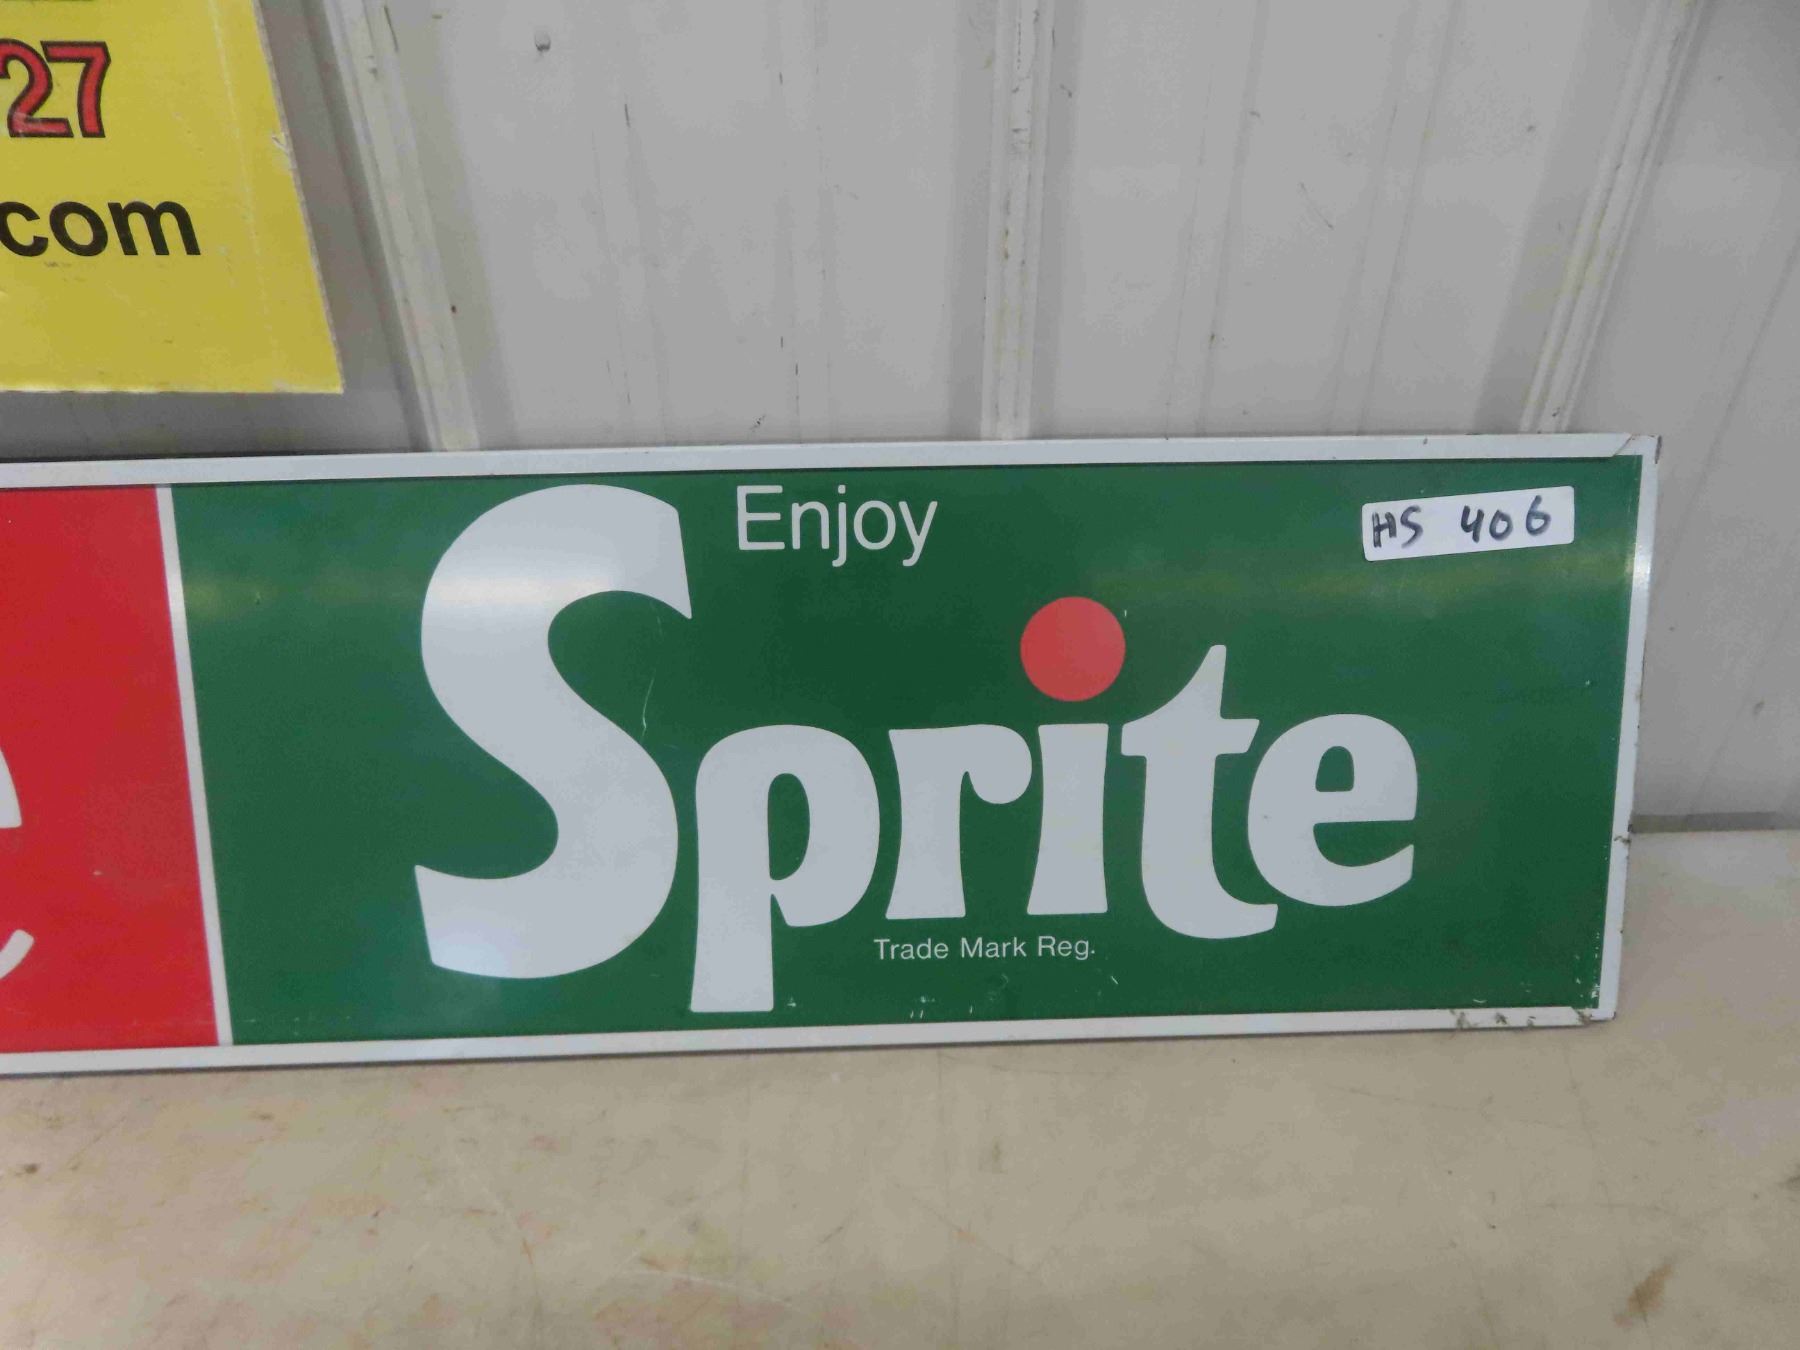 27
com
Enjoy
HS 406
Sprite
Trade Mark Reg.
e